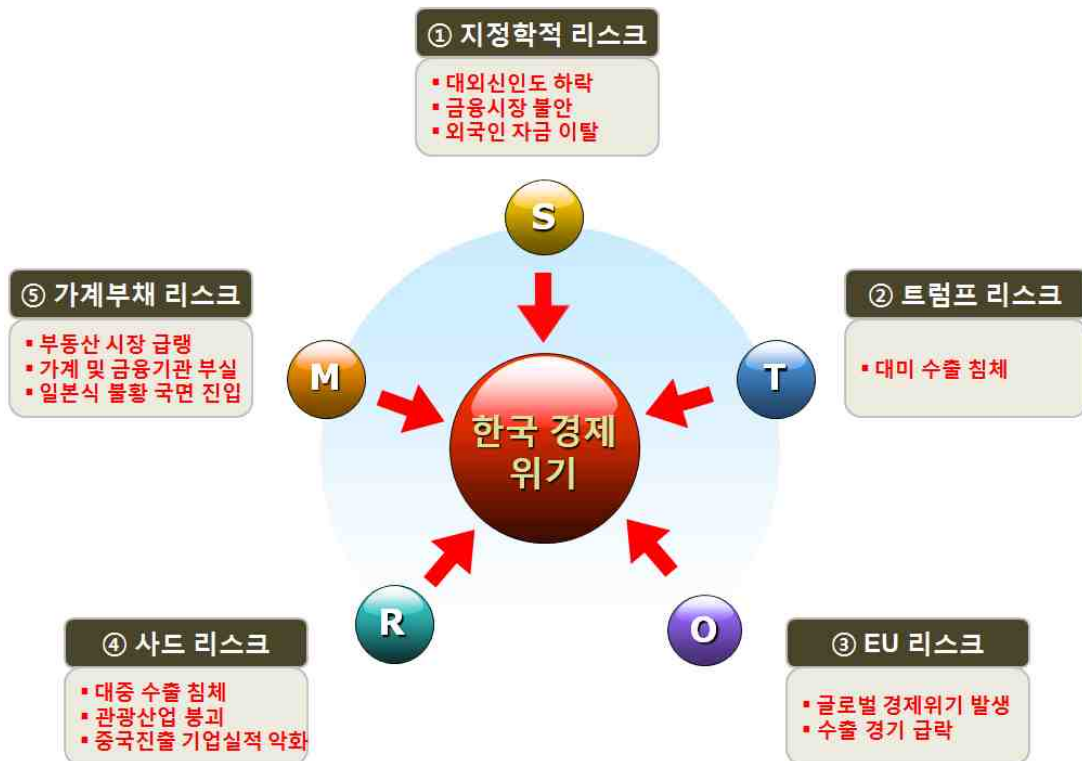 ① 지정학적 리스크
▪ 대외신인도 하락
▪ 금융시장 불안
▪ 외국인 자금 이탈
S
② 트럼프 리스크
▪ 대미 수출 침체
T
③ EU 리스크
▪ 글로벌 경제위기 발생
▪ 수출 경기 급락
O
④ 사드 리스크
▪ 대중 수출 침체
▪ 관광산업 붕괴
▪ 중국진출 기업실적 악화
R
⑤ 가계부채 리스크
▪ 부동산 시장 급랭
▪ 가계 및 금융기관 부실
▪ 일본식 불황 국면 진입
M
한국 경제
위기